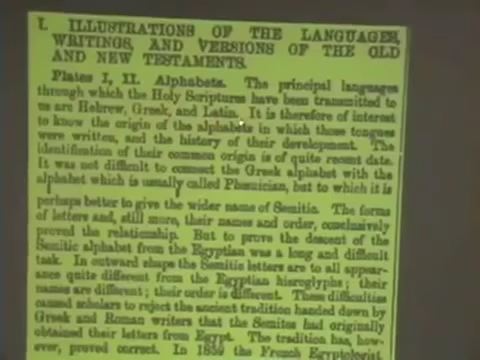 I. ILLUSTRATIONS OF THE LANGUAGES,
WRITINGS, AND VERSIONS OF THE OLD
AND NEW TESTAMENTS.
Plates I, II. Alphabets. The principal languages
through which the Holy Scriptures have been transmitted to
us are Hebrew, Greek, and Latin. It is therefore of interest
to know the origin of the alphabets in which those tongues
were written, and the history of their development. The
identification of their common origin is of quite recent date.
It was not difficult to connect the Greek alphabet with the
alphabet which is usually called Phœnician, but to which it is
perhaps better to give the wider name of Semitic. The forms
of letters and, still more, their names and order, conclusively
proved the relationship. But to prove the descent of the
Semitic alphabet from the Egyptian was a long and difficult
task. In outward shape the Semitic letters are to all appear-
ance quite different from the Egyptian hieroglyphs; their
names are different; their order is different. These difficulties
caused scholars to reject the ancient tradition handed down by
Greek and Roman writers that the Semites had originally
obtained their letters from Egypt. The tradition has, how-
ever, proved correct. In 1859 the French Egyptologist